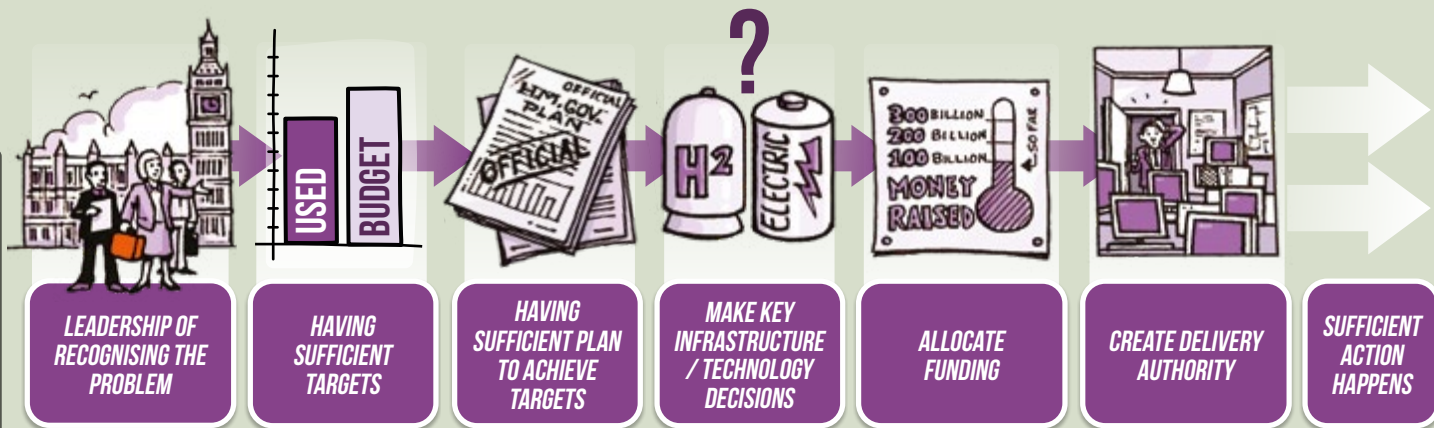 ?
USED
BUDGET
OFFICIAL
H.M. GOV.
PLAN
OFFICIAL
H²
ELECTRIC
300 BILLION
200 BILLION
100 BILLION
SO FAR
MONEY
RAISED
LEADERSHIP OF
RECOGNISING THE
PROBLEM
HAVING
SUFFICIENT
TARGETS
HAVING
SUFFICIENT PLAN
TO ACHIEVE
TARGETS
MAKE KEY
INFRASTRUCTURE
/ TECHNOLOGY
DECISIONS
ALLOCATE
FUNDING
CREATE DELIVERY
AUTHORITY
SUFFICIENT
ACTION
HAPPENS